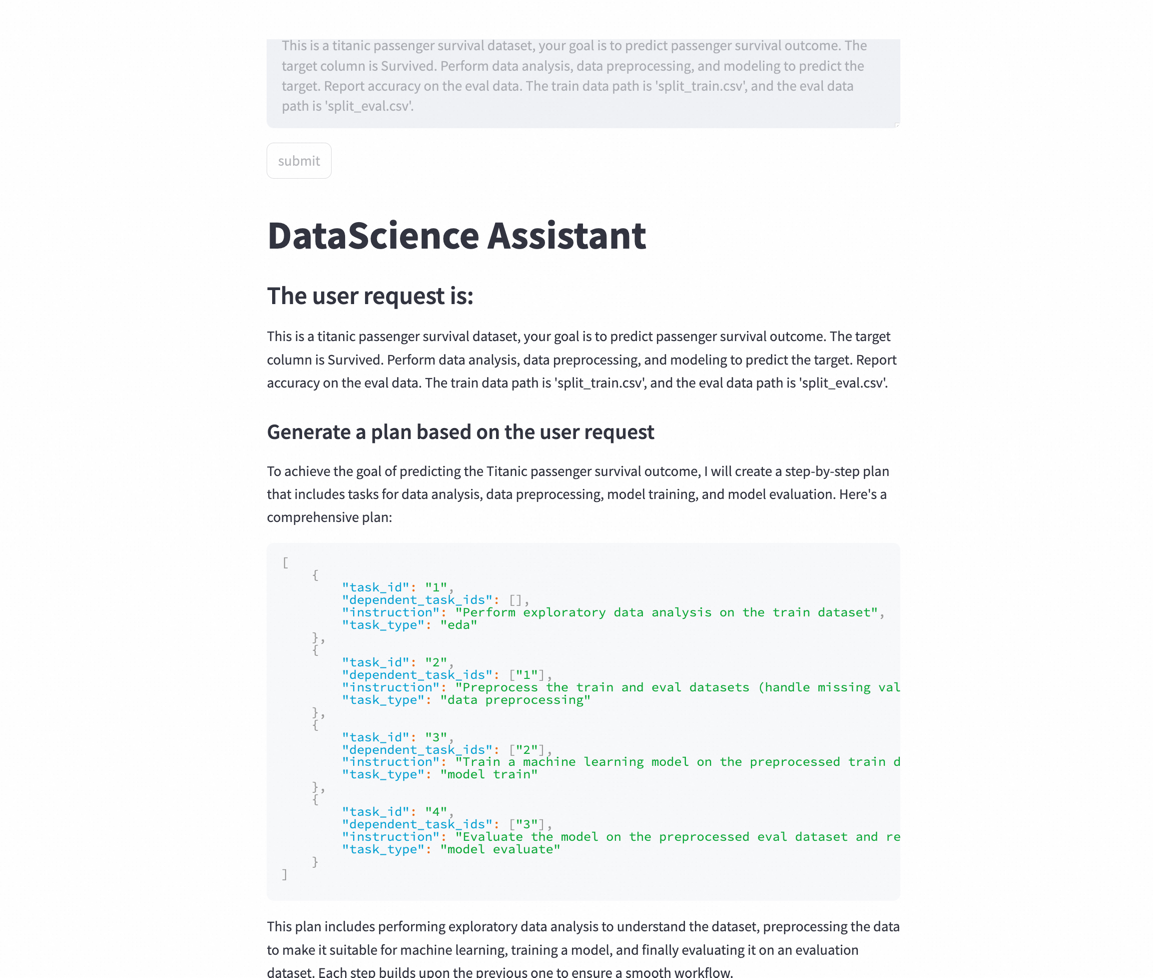 This is a titanic passenger survival dataset, your goal is to predict passenger survival outcome. The
target column is Survived. Perform data analysis, data preprocessing, and modeling to predict the
target. Report accuracy on the eval data. The train data path is 'split_train.csv', and the eval data
path is 'split_eval.csv'.
submit
DataScience Assistant
The user request is:
This is a titanic passenger survival dataset, your goal is to predict passenger survival outcome. The target
column is Survived. Perform data analysis, data preprocessing, and modeling to predict the target. Report
accuracy on the eval data. The train data path is 'split_train.csv', and the eval data path is 'split_eval.csv'.
Generate a plan based on the user request
To achieve the goal of predicting the Titanic passenger survival outcome, I will create a step-by-step plan
that includes tasks for data analysis, data preprocessing, model training, and model evaluation. Here's a
comprehensive plan:
[
    {
        "task_id": "1",
        "dependent_task_ids": [],
        "instruction": "Perform exploratory data analysis on the train dataset",
        "task_type": "eda"
    },
    {
        "task_id": "2",
        "dependent_task_ids": ["1"],
        "instruction": "Preprocess the train and eval datasets (handle missing val
        "task_type": "data preprocessing"
    },
    {
        "task_id": "3",
        "dependent_task_ids": ["2"],
        "instruction": "Train a machine learning model on the preprocessed train d
        "task_type": "model train"
    },
    {
        "task_id": "4",
        "dependent_task_ids": ["3"],
        "instruction": "Evaluate the model on the preprocessed eval dataset and re
        "task_type": "model evaluate"
    }
]
This plan includes performing exploratory data analysis to understand the dataset, preprocessing the data
to make it suitable for machine learning, training a model, and finally evaluating it on an evaluation
dataset. Each step builds upon the previous one to ensure a smooth workflow.